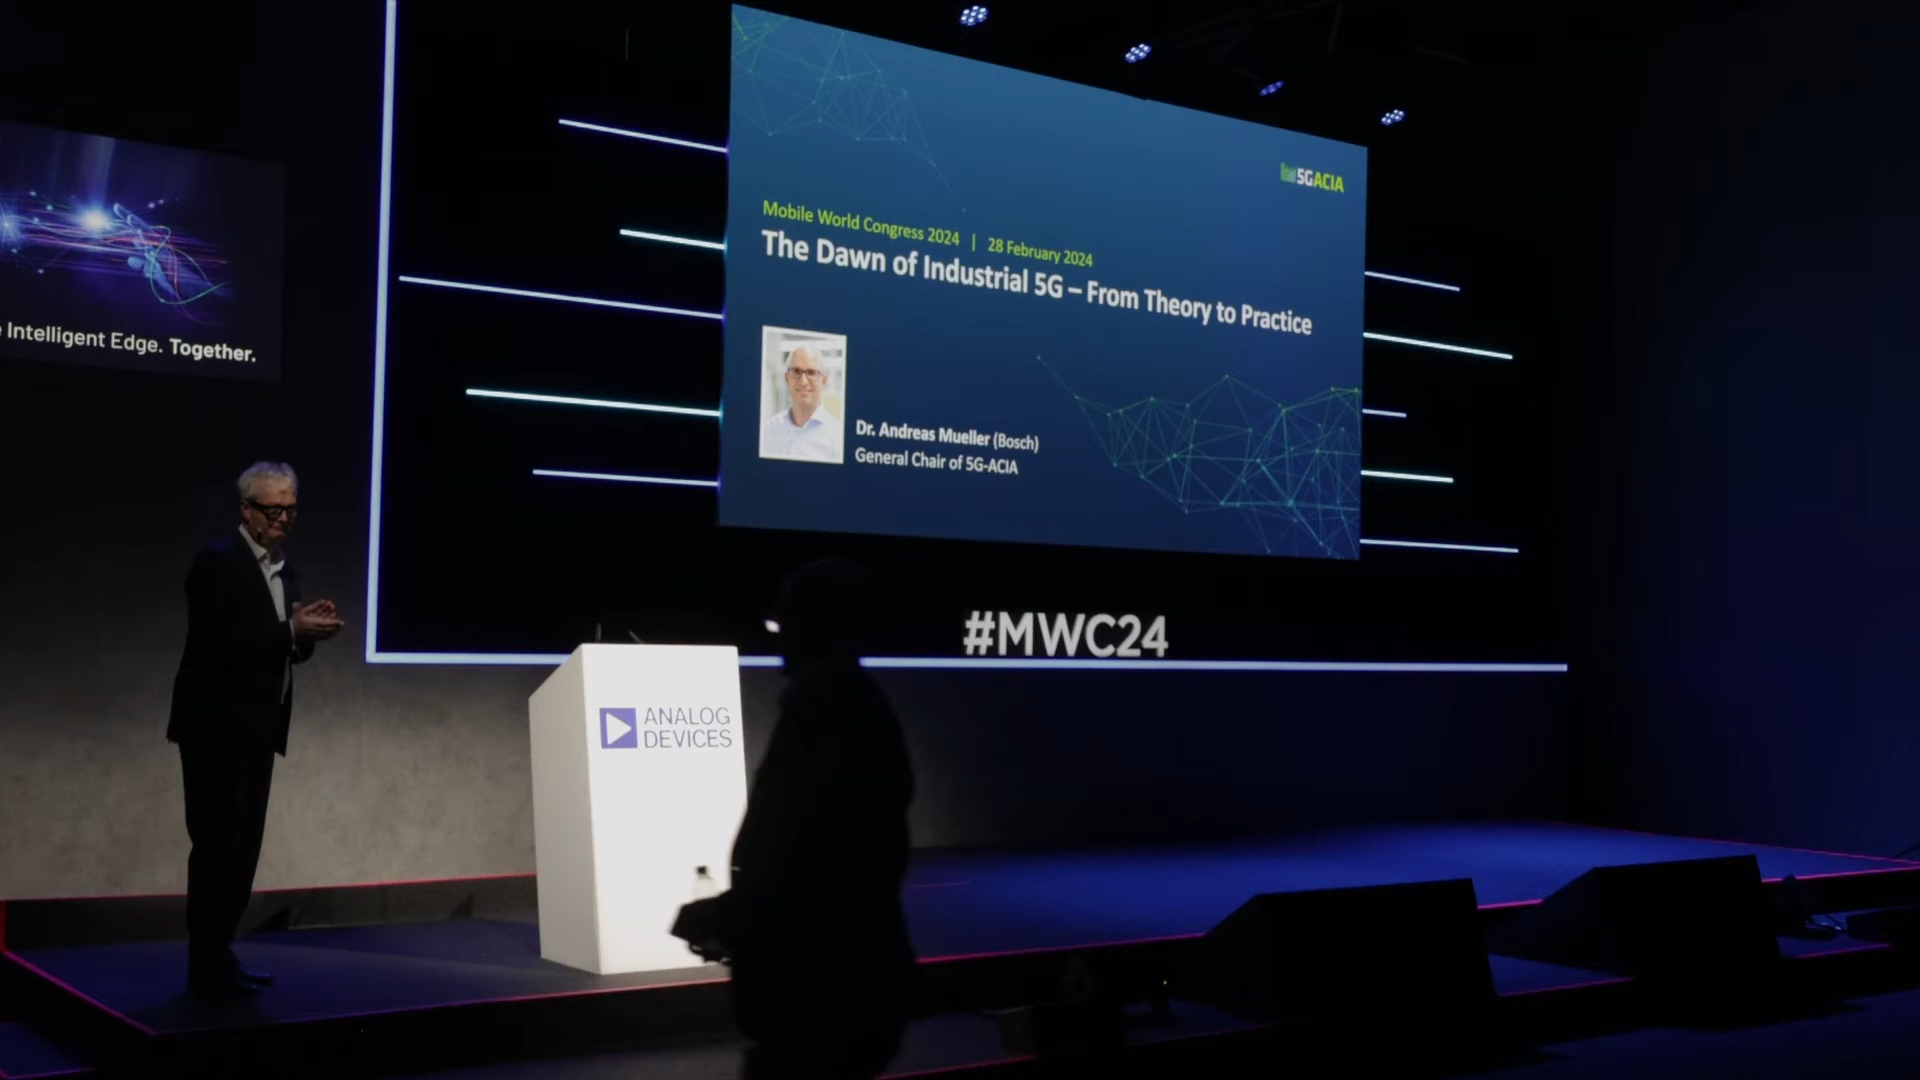 Intelligent Edge. Together.
5GACIA
Mobile World Congress 2024 | 28 February 2024
The Dawn of Industrial 5G – From Theory to Practice
Dr. Andreas Mueller (Bosch)
General Chair of 5G-ACIA
#MWC24
ANALOG
DEVICES